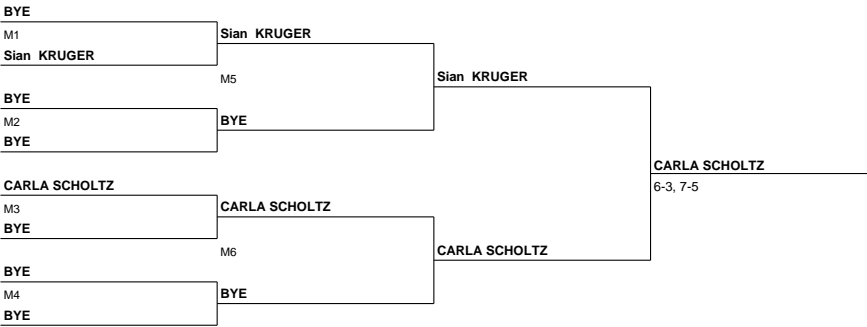 BYE
M1
Sian KRUGER
BYE
M2
BYE
CARLA SCHOLTZ
M3
BYE
BYE
M4
BYE
Sian KRUGER
M5
BYE
CARLA SCHOLTZ
M6
BYE
Sian KRUGER
CARLA SCHOLTZ
CARLA SCHOLTZ
6-3, 7-5